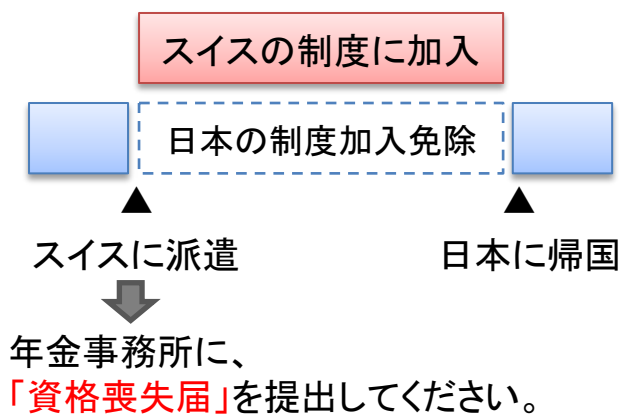 スイスの制度に加入
日本の制度加入免除
▲ ▲
スイスに派遣 日本に帰国
年金事務所に、
「資格喪失届」を提出してください。